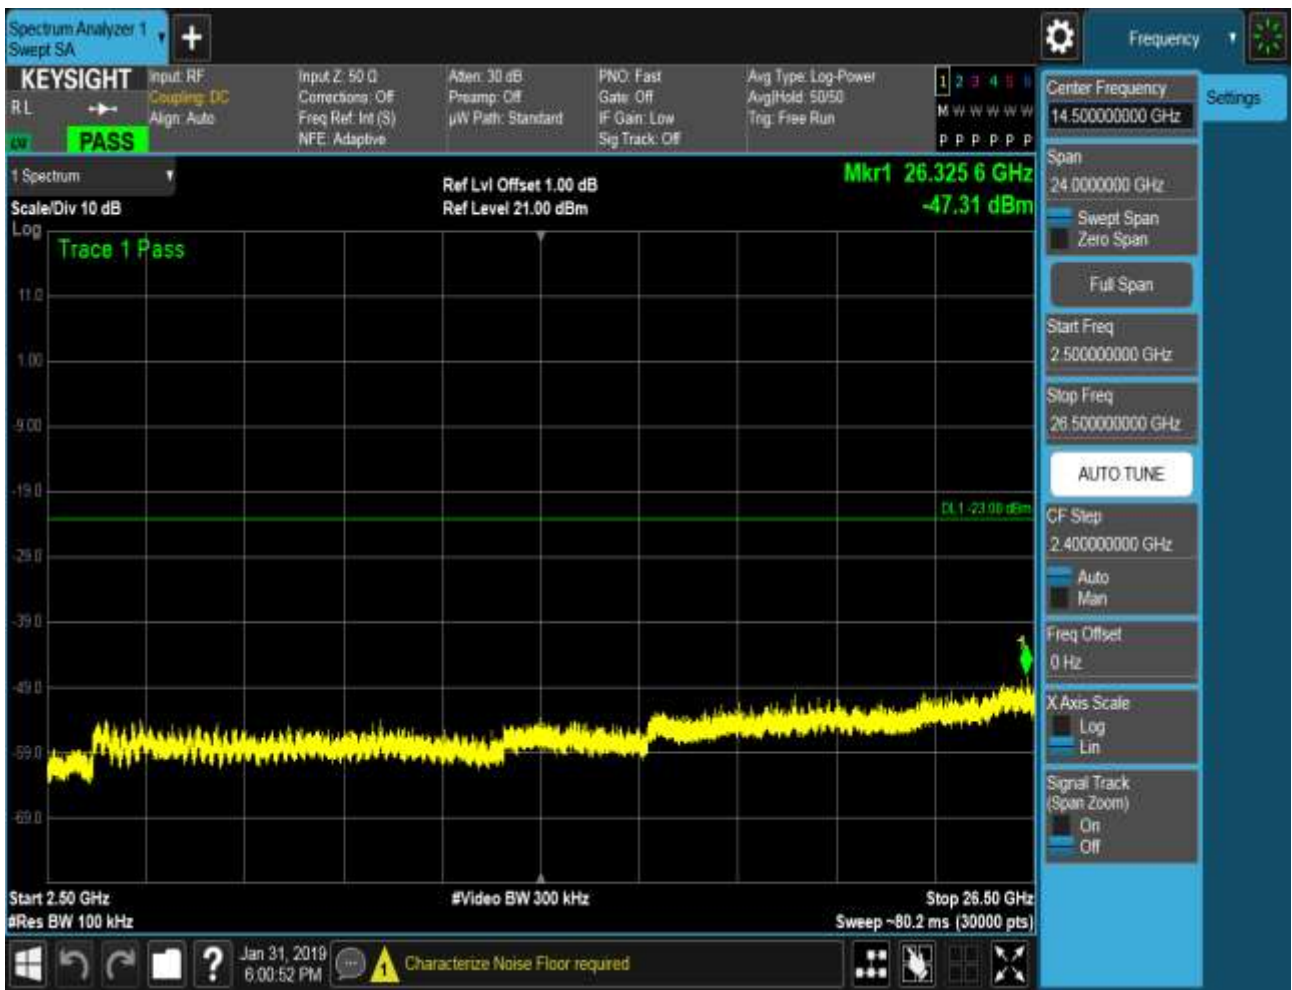 Spectrum Analyzer 1
Swept SA
Frequency
KEYSIGHT
R L
PASS
Input: RF
Coupling: DC
Align: Auto
Input Z: 50 Ω
Corrections: Off
Freq Ref: Int (S)
NFE: Adaptive
Atten: 30 dB
Preamp: Off
µW Path: Standard
PNO: Fast
Gate: Off
IF Gain: Low
Sig Track: Off
Avg Type: Log-Power
Avg|Hold: 50/50
Trig: Free Run
1 2 3 4 5 6
M W W W W W
P P P P P P
1 Spectrum
Scale/Div 10 dB
Ref Lvl Offset 1.00 dB
Ref Level 21.00 dBm
Mkr1 26.325 6 GHz
-47.31 dBm
Log
Trace 1 Pass
11.0
1.00
-9.00
-19.0
DL1 -23.00 dBm
-29.0
-39.0
1
-49.0
-59.0
-69.0
Start 2.50 GHz
#Video BW 300 kHz
Stop 26.50 GHz
#Res BW 100 kHz
Sweep ~80.2 ms (30000 pts)
Jan 31, 2019
6:00:52 PM
1
Characterize Noise Floor required
Center Frequency
14.500000000 GHz
Settings
Span
24.0000000 GHz
Swept Span
Zero Span
Full Span
Start Freq
2.500000000 GHz
Stop Freq
26.500000000 GHz
AUTO TUNE
CF Step
2.400000000 GHz
Auto
Man
Freq Offset
0 Hz
X Axis Scale
Log
Lin
Signal Track
(Span Zoom)
On
Off